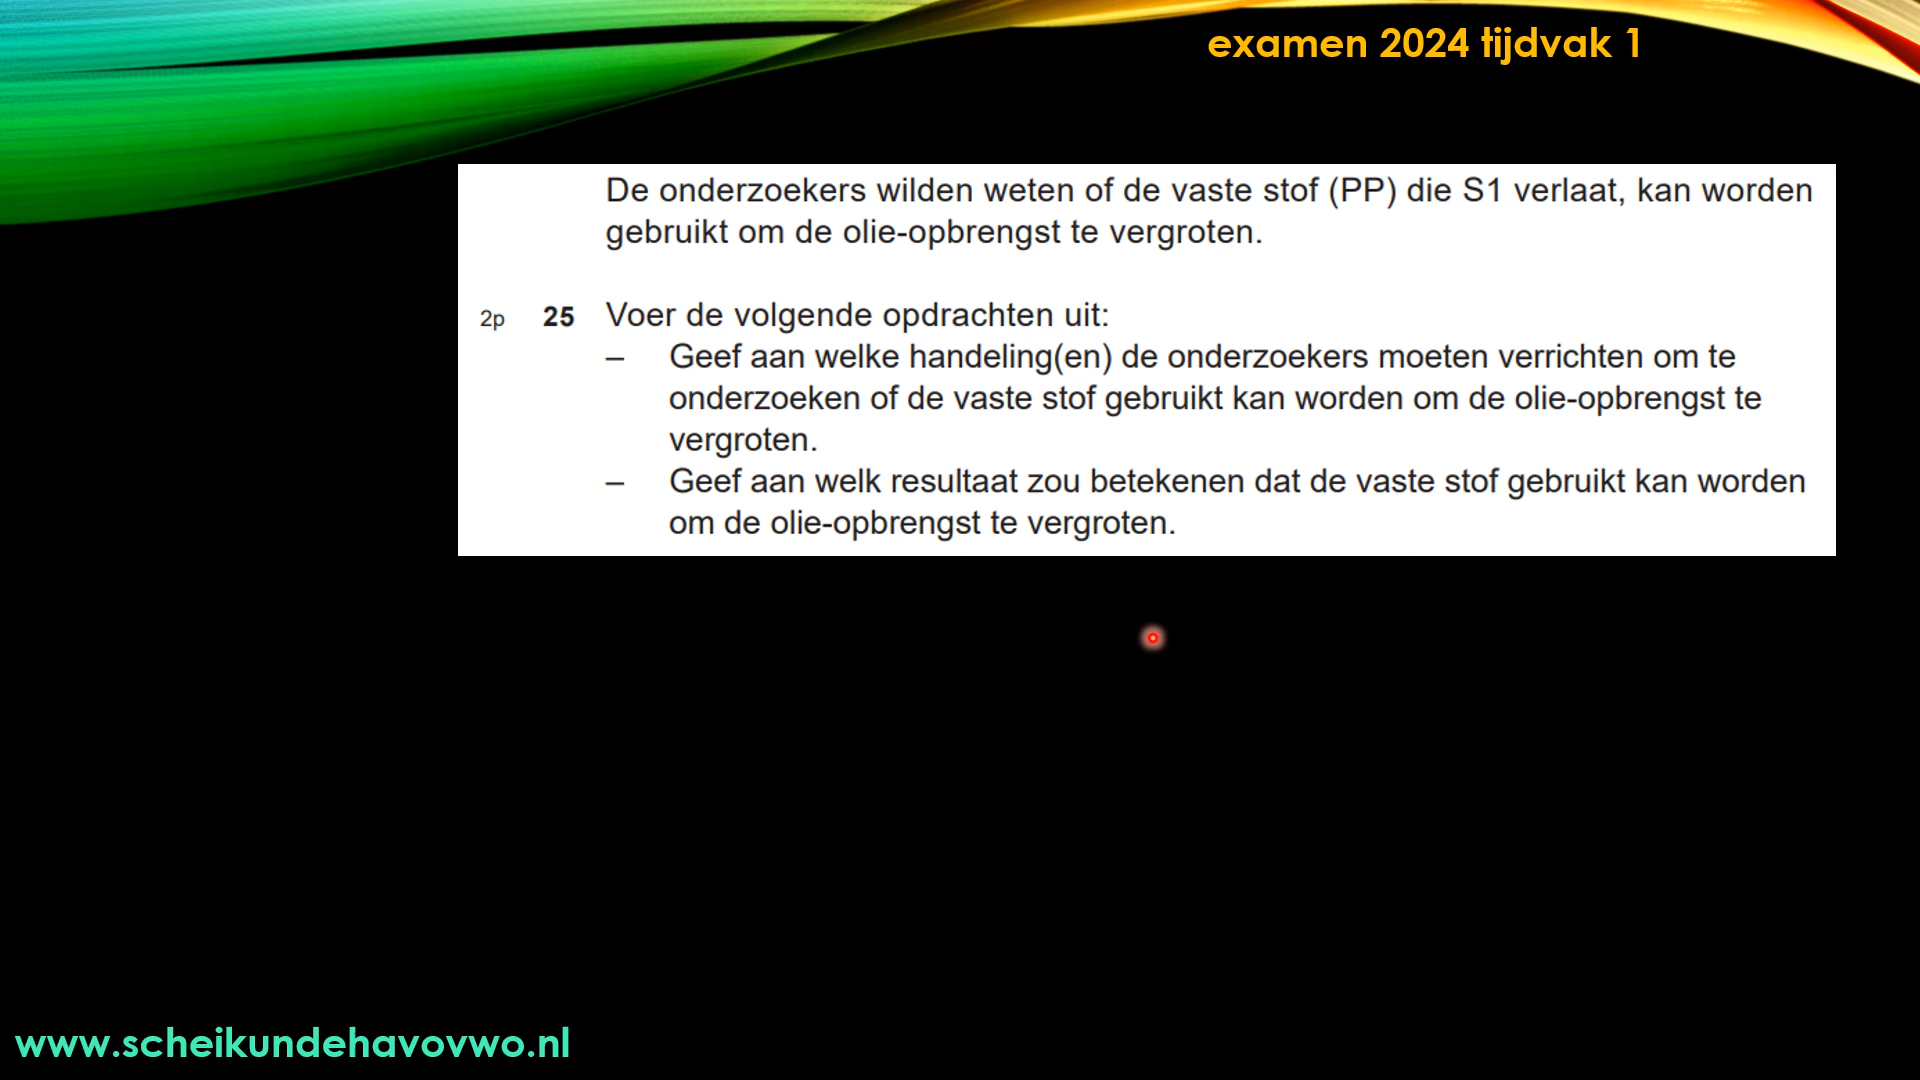 examen 2024 tijdvak 1
De onderzoekers wilden weten of de vaste stof (PP) die S1 verlaat, kan worden
gebruikt om de olie-opbrengst te vergroten.
2p 25 Voer de volgende opdrachten uit:
– Geef aan welke handeling(en) de onderzoekers moeten verrichten om te
onderzoeken of de vaste stof gebruikt kan worden om de olie-opbrengst te
vergroten.
– Geef aan welk resultaat zou betekenen dat de vaste stof gebruikt kan worden
om de olie-opbrengst te vergroten.
www.scheikundehavovwo.nl